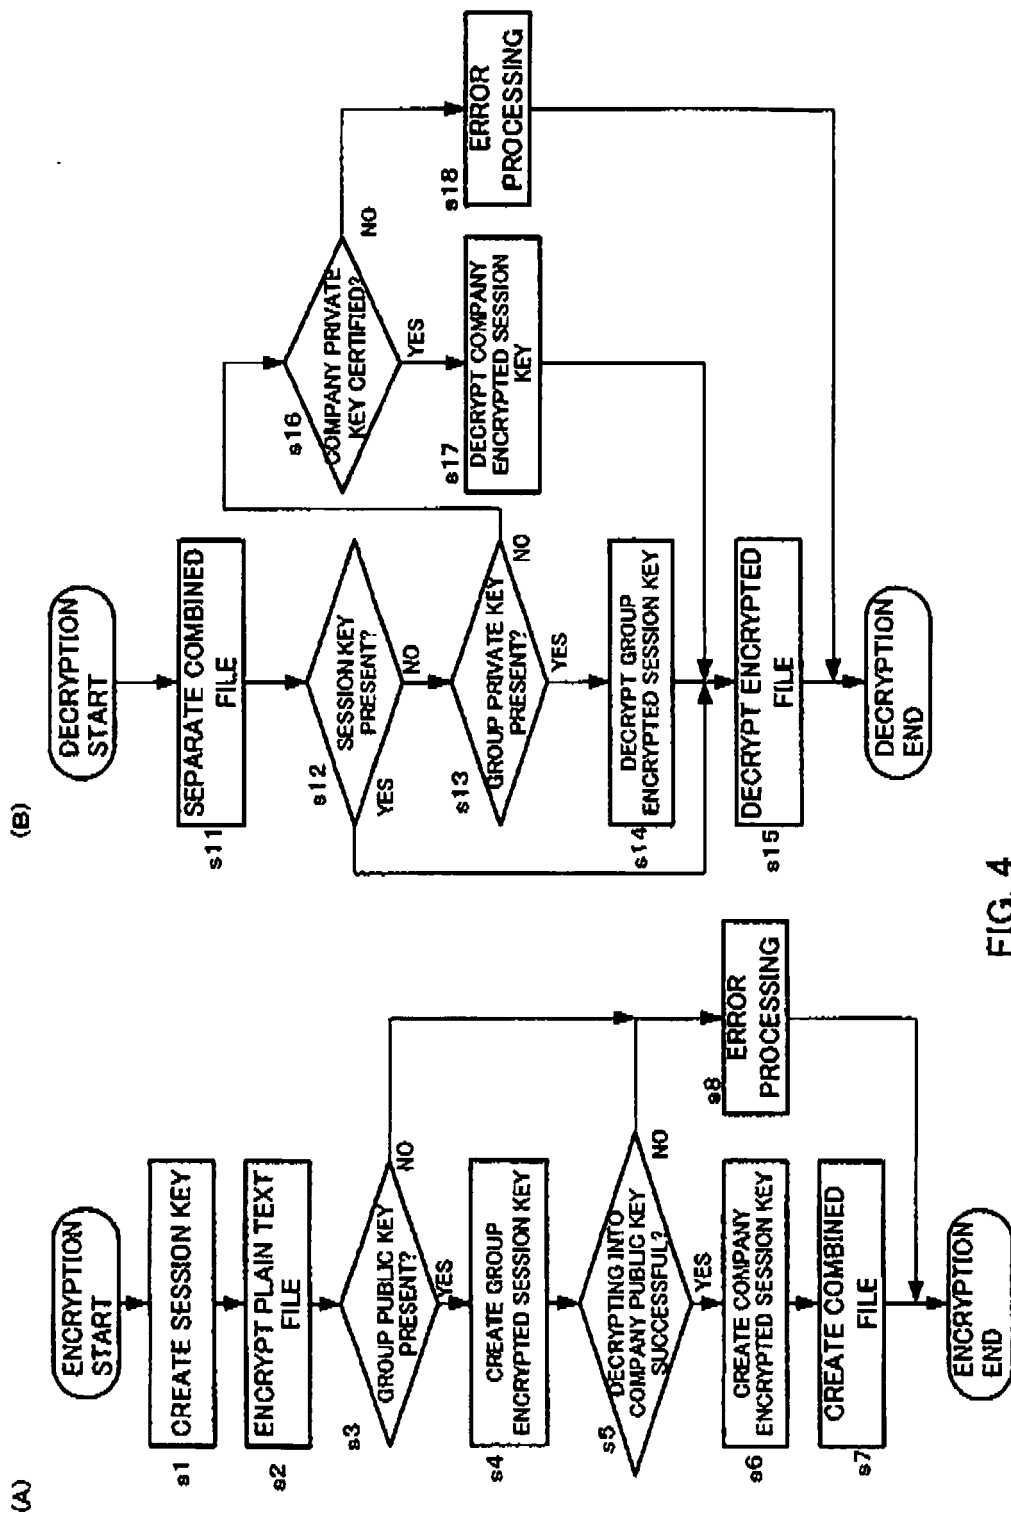 (A)
ENCRYPTION
START
s1
CREATE SESSION KEY
s2
ENCRYPT PLAIN TEXT
FILE
s3
GROUP PUBLIC KEY
PRESENT?
NO
YES
s4
CREATE GROUP
ENCRYPTED SESSION KEY
s5
DECRYPTING INTO
COMPANY PUBLIC KEY
SUCCESSFUL?
NO
YES
s6
CREATE COMPANY
ENCRYPTED SESSION KEY
s8
ERROR
PROCESSING
s7
CREATE COMBINED
FILE
ENCRYPTION
END
(B)
DECRYPTION
START
s11
SEPARATE COMBINED
FILE
s12
SESSION KEY
PRESENT?
YES
NO
s13
GROUP PRIVATE KEY
PRESENT?
NO
YES
s14
DECRYPT GROUP
ENCRYPTED SESSION KEY
s15
DECRYPT ENCRYPTED
FILE
DECRYPTION
END
s16
COMPANY PRIVATE
KEY CERTIFIED?
NO
YES
s17
DECRYPT COMPANY
ENCRYPTED SESSION
KEY
s18
ERROR
PROCESSING
FIG. 4